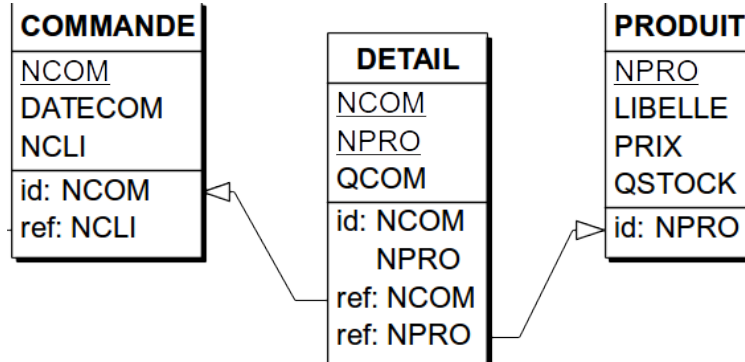 COMMANDE
NCOM
DATECOM
NCLI
id: NCOM
ref: NCLI
DETAIL
NCOM
NPRO
QCOM
id: NCOM
NPRO
ref: NCOM
ref: NPRO
PRODUIT
NPRO
LIBELLE
PRIX
QSTOCK
id: NPRO